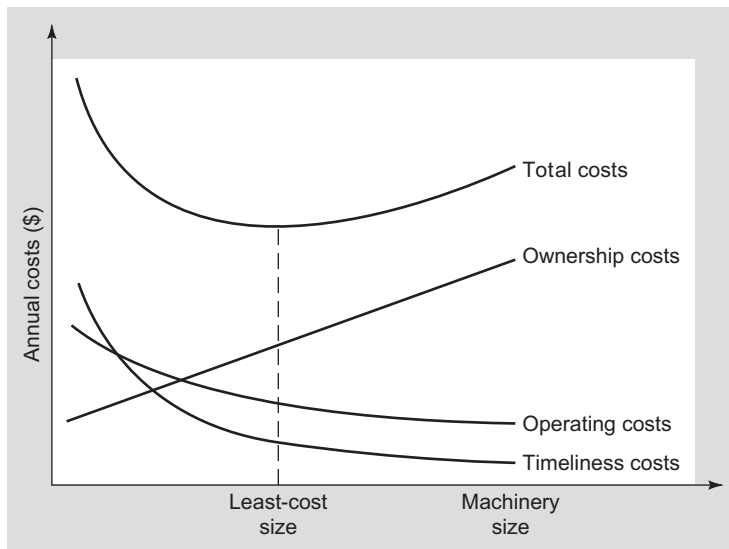 Annual costs ($)
Total costs
Ownership costs
Operating costs
Timeliness costs
Least-cost
size
Machinery
size